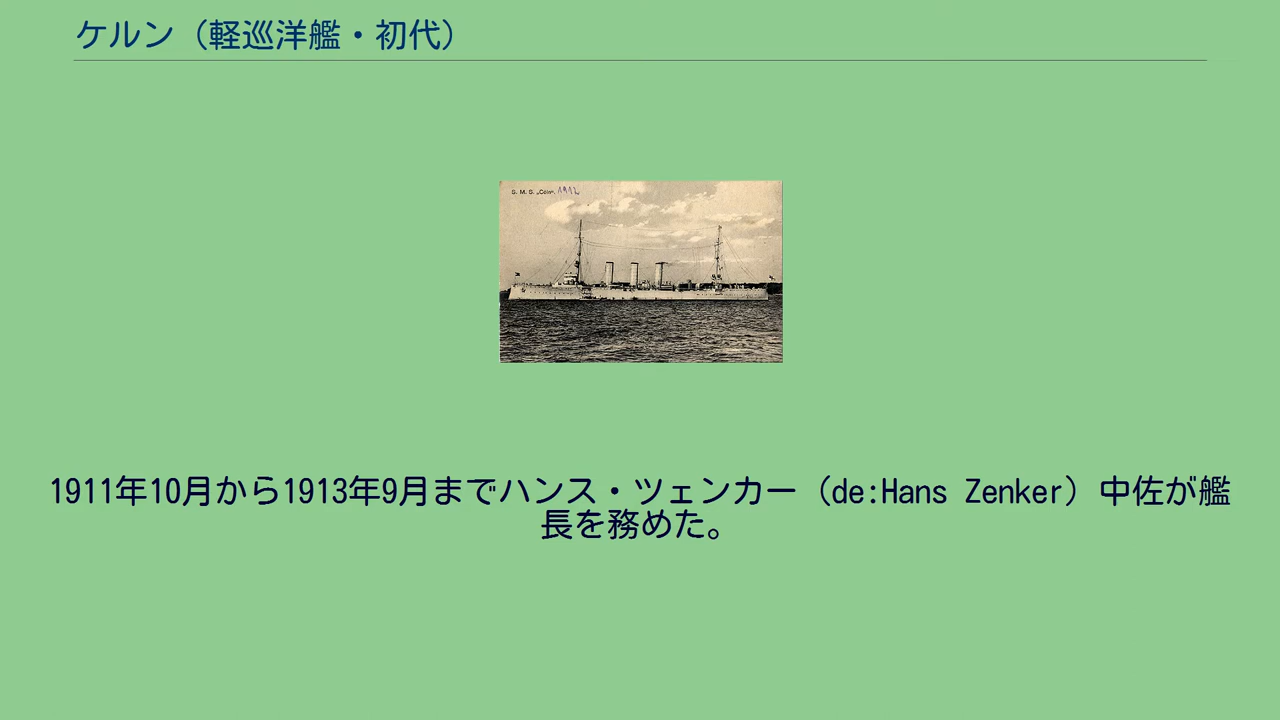 ケルン（軽巡洋艦・初代）
S. M. S. „Cöln“. 1912
1911年10月から1913年9月までハンス・ツェンカー（de:Hans Zenker）中佐が艦
長を務めた。